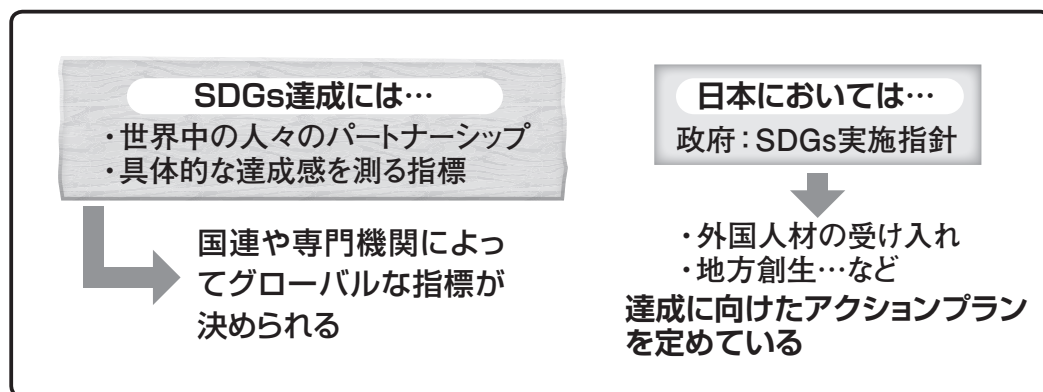 SDGs達成には…
・世界中の人々のパートナーシップ
・具体的な達成感を測る指標
国連や専門機関によっ
てグローバルな指標が
決められる
日本においては…
政府：SDGs実施指針
・外国人材の受け入れ
・地方創生…など
達成に向けたアクションプラン
を定めている